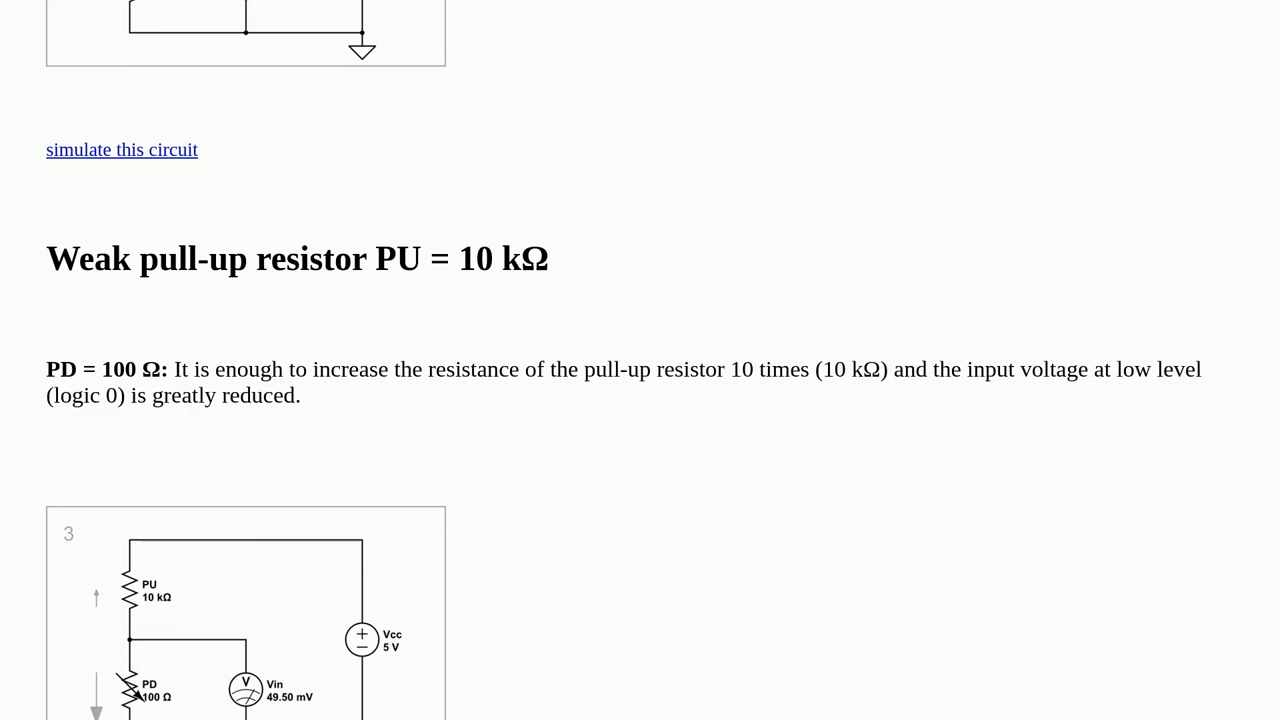 simulate this circuit
Weak pull-up resistor PU = 10 kΩ
PD = 100 Ω: It is enough to increase the resistance of the pull-up resistor 10 times (10 kΩ) and the input voltage at low level
(logic 0) is greatly reduced.
3
PU
10 kΩ
Vcc
5 V
PD
100 Ω
V
Vin
49.50 mV